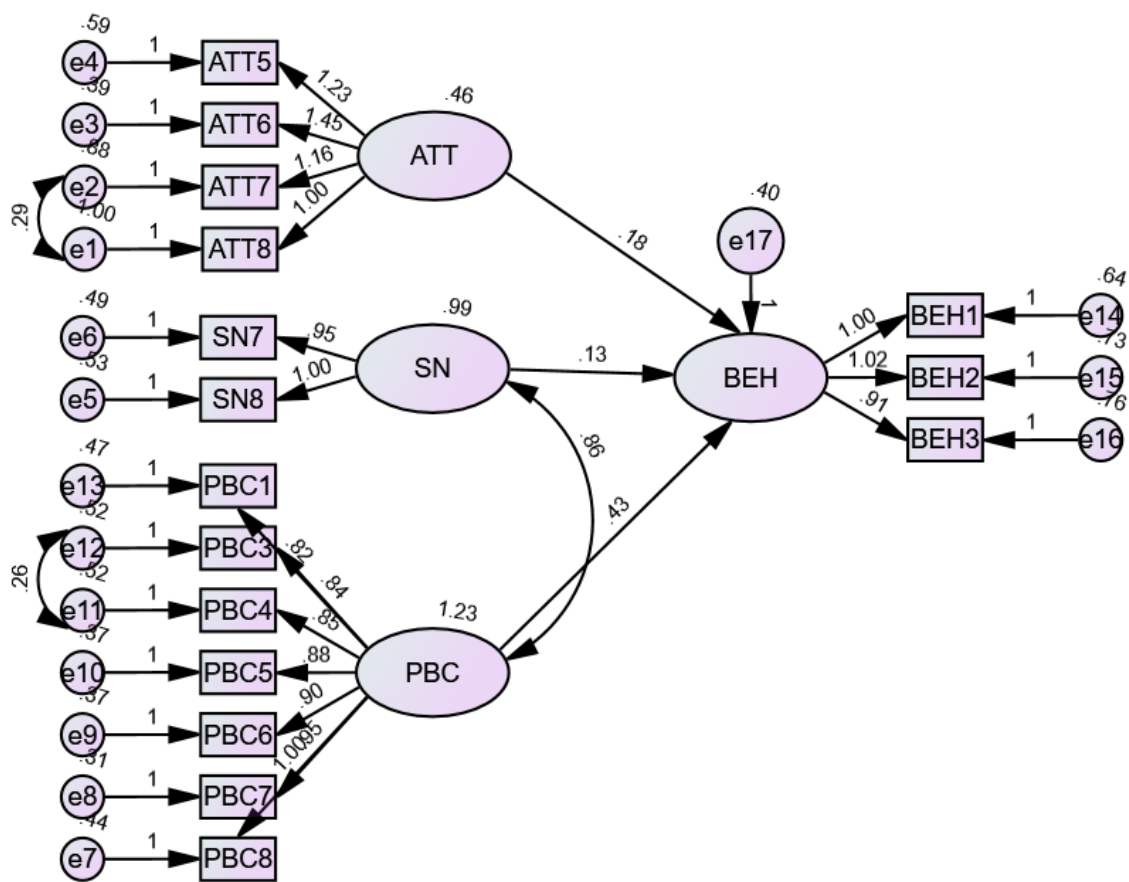 .59
e4 1 ATT5
.39
e3 1 ATT6
.88
e2 1 ATT7
1.00
e1 1 ATT8
.29
1.23
1.45
1.16
1.00
.46
ATT
.18
.40
e17
1
.49
e6 1 SN7
.53
e5 1 SN8
.95
1.00
.99
SN
.13
BEH
1.00
1.02
.91
.64
BEH1 1 e14
.73
BEH2 1 e15
.76
BEH3 1 e16
.86
.43
.47
e13 1 PBC1
.52
e12 1 PBC3
.52
e11 1 PBC4
.26
.37
e10 1 PBC5
.37
e9 1 PBC6
.31
e8 1 PBC7
.44
e7 1 PBC8
.82
.84
.85
.88
.90
.95
1.00
1.23
PBC